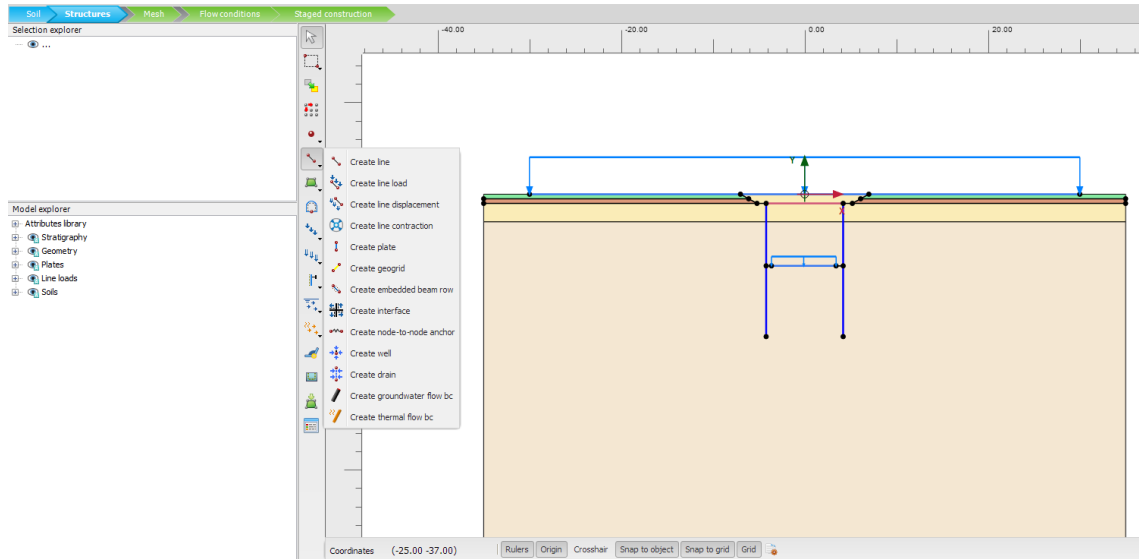 Soil Structures Mesh Flow conditions Staged construction
Selection explorer
...
-40.00 -20.00 0.00 20.00
Y
X
Create line
Create line load
Create line displacement
Create line contraction
Create plate
Create geogrid
Create embedded beam row
Create interface
Create node-to-node anchor
Create well
Create drain
Create groundwater flow bc
Create thermal flow bc
Model explorer
Attributes library
Stratigraphy
Geometry
Plates
Line loads
Soils
Coordinates (-25.00 -37.00) Rulers Origin Crosshair Snap to object Snap to grid Grid